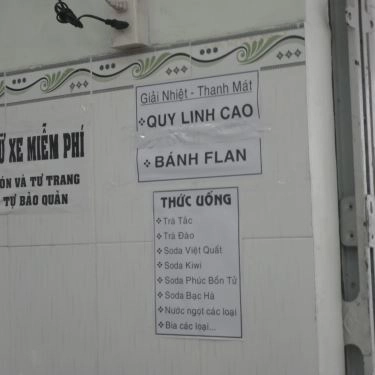 XE MIỄM PHÍ
ÓN VÀ TƯ TRANG
TỰ BẢO QUẢN
Giải Nhiệt - Thanh Mát
❖QUY LINH CAO
❖BÁNH FLAN
THỨC UỐNG
❖Trà Tắc
❖Trà Đào
❖Soda Việt Quất
❖Soda Kiwi
❖Soda Phúc Bồn Tử
❖Soda Bạc Hà
❖Nước ngọt các loại
❖Bia các loại...